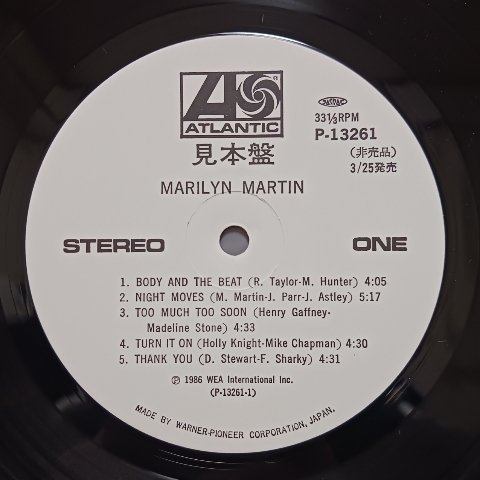 ATLANTIC
見本盤
MARILYN MARTIN
JASRAC
33⅓RPM
P-13261
(非売品)
3/25発売
STEREO
ONE
1. BODY AND THE BEAT (R. Taylor-M. Hunter) 4:05
2. NIGHT MOVES (M. Martin-J. Parr-J. Astley) 5:17
3. TOO MUCH TOO SOON (Henry Gaffney-
Madeline Stone) 4:33
4. TURN IT ON (Holly Knight-Mike Chapman) 4:30
5. THANK YOU (D. Stewart-F. Sharky) 4:31
℗ 1986 WEA International Inc.
(P-13261-1)
MADE BY WARNER-PIONEER CORPORATION, JAPAN.